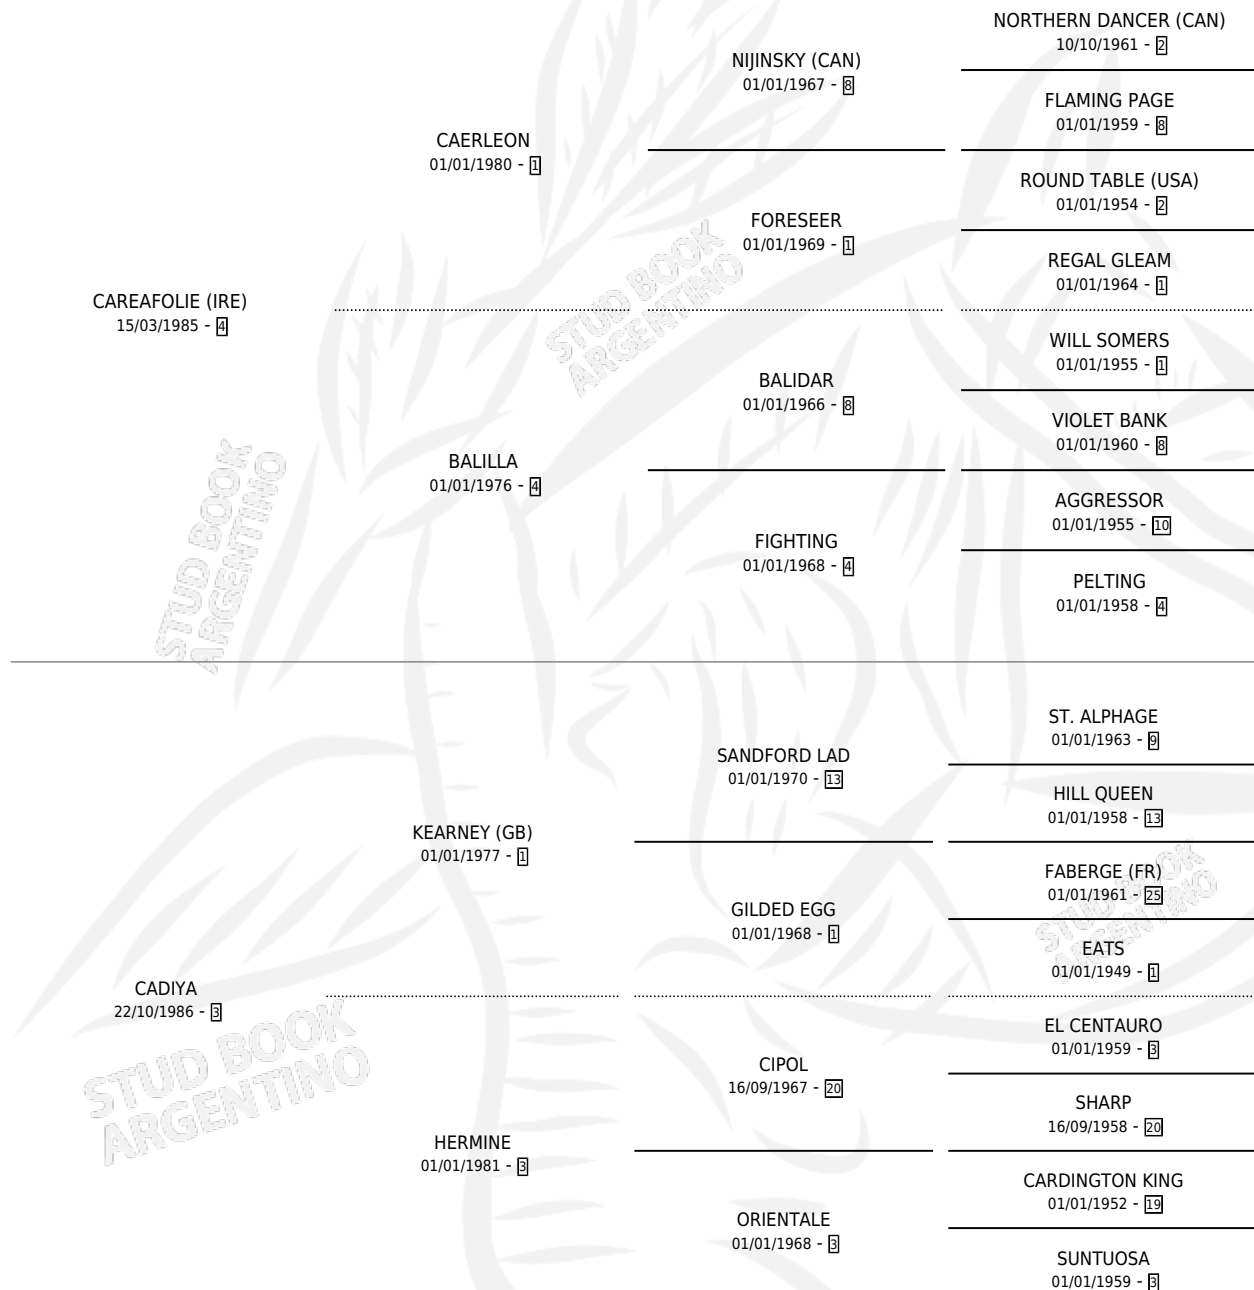 NORTHERN DANCER (CAN)
10/10/1961 - 2
NIJINSKY (CAN)
01/01/1967 - 8
FLAMING PAGE
01/01/1959 - 8
CAERLEON
01/01/1980 - 1
ROUND TABLE (USA)
01/01/1954 - 2
FORESEER
01/01/1969 - 1
REGAL GLEAM
01/01/1964 - 1
CAREAFOLIE (IRE)
15/03/1985 - 4
WILL SOMERS
01/01/1955 - 1
BALIDAR
01/01/1966 - 8
VIOLET BANK
01/01/1960 - 8
BALILLA
01/01/1976 - 4
AGGRESSOR
01/01/1955 - 10
FIGHTING
01/01/1968 - 4
PELTING
01/01/1958 - 4
STUD BOOK
ARGENTINO
STUD BOOK
ARGENTINO
ST. ALPHAGE
01/01/1963 - 9
SANDFORD LAD
01/01/1970 - 13
HILL QUEEN
01/01/1958 - 13
KEARNEY (GB)
01/01/1977 - 1
FABERGE (FR)
01/01/1961 - 25
GILDED EGG
01/01/1968 - 1
EATS
01/01/1949 - 1
STUD BOOK
ARGENTINO
CADIYA
22/10/1986 - 3
EL CENTAURO
01/01/1959 - 3
CIPOL
16/09/1967 - 20
SHARP
16/09/1958 - 20
HERMINE
01/01/1981 - 3
CARDINGTON KING
01/01/1952 - 19
ORIENTALE
01/01/1968 - 3
SUNTUOSA
01/01/1959 - 3
STUD BOOK
ARGENTINO